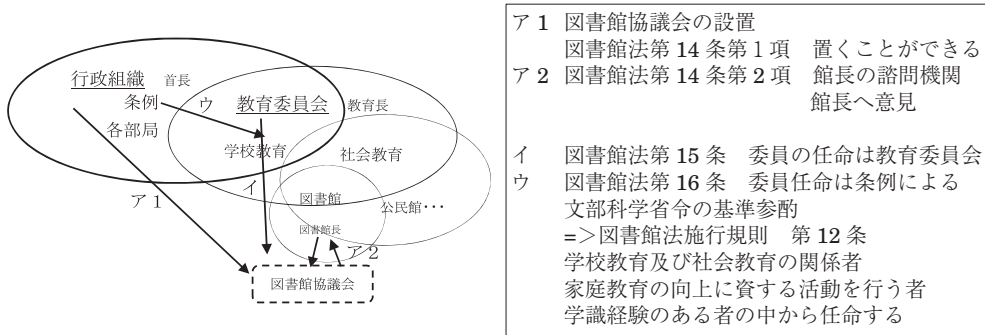 行政組織 首長
条例
各部局
ウ
教育委員会
教育長
学校教育
社会教育
イ
ア1
図書館
公民館・・・
図書館長
ア2
図書館協議会
ア1 図書館協議会の設置
図書館法第14条第1項 置くことができる
ア2 図書館法第14条第2項 館長の諮問機関
館長へ意見
イ 図書館法第15条 委員の任命は教育委員会
ウ 図書館法第16条 委員任命は条例による
文部科学省令の基準参酌
=>図書館法施行規則 第12条
学校教育及び社会教育の関係者
家庭教育の向上に資する活動を行う者
学識経験のある者の中から任命する